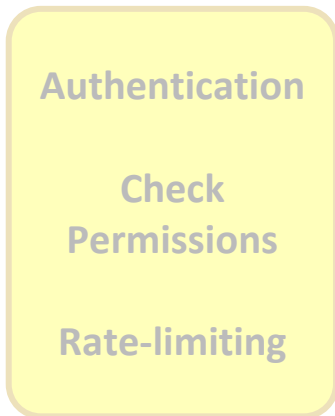 Authentication
Check
Permissions
Rate-limiting